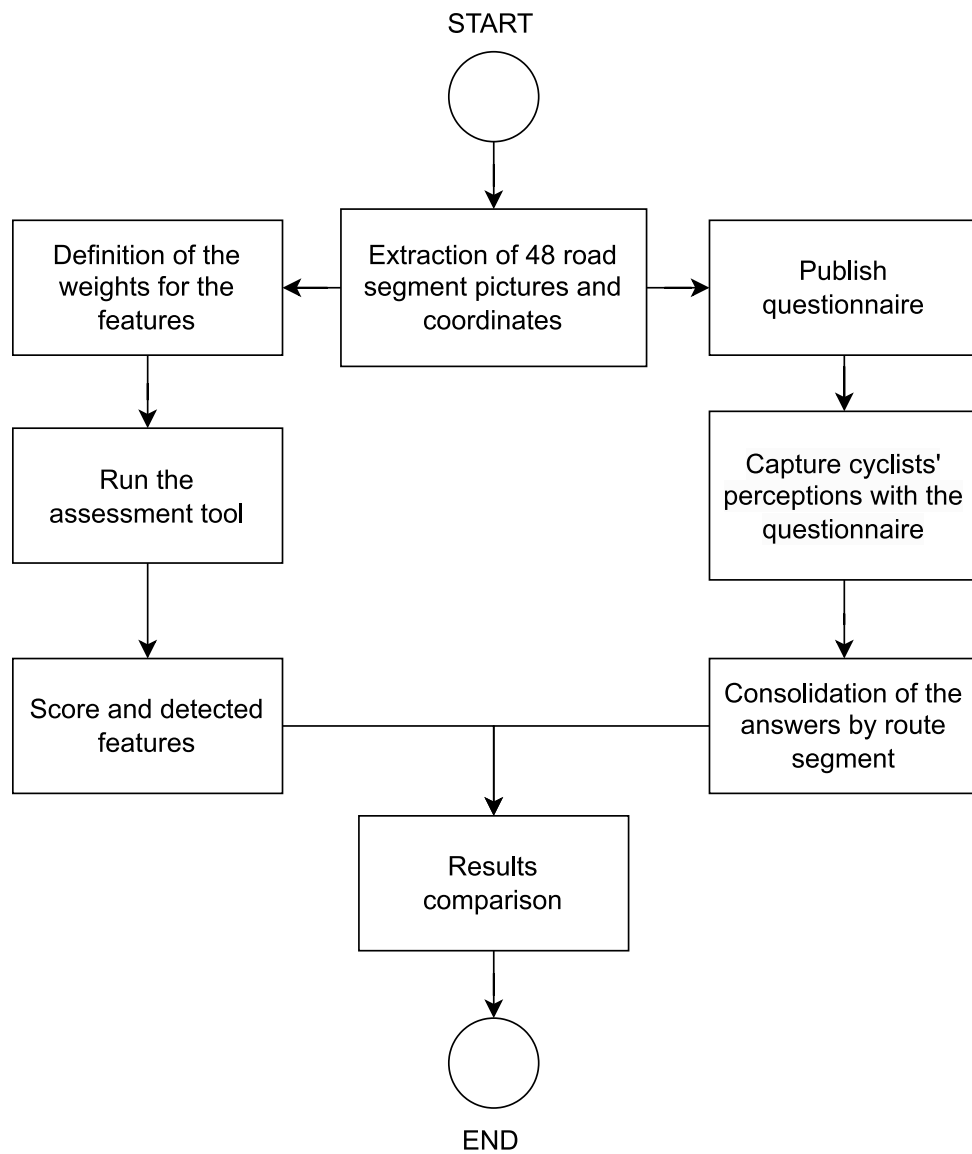 START
Definition of the
weights for the
features
Extraction of 48 road
segment pictures and
coordinates
Publish
questionnaire
Run the
assessment tool
Capture cyclists'
perceptions with the
questionnaire
Score and detected
features
Consolidation of the
answers by route
segment
Results
comparison
END